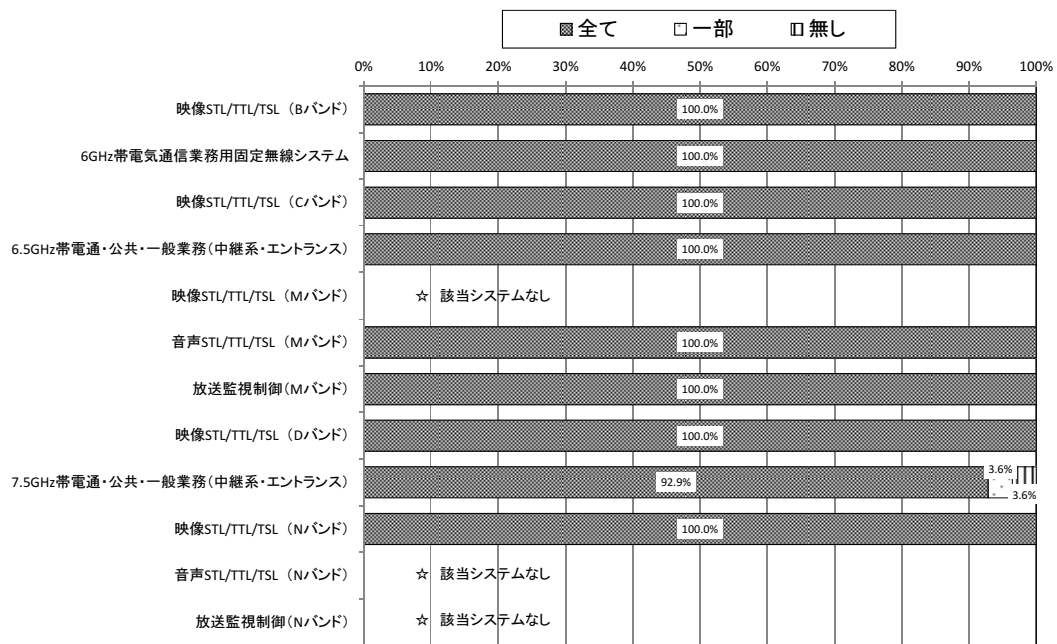 全て 一部 無し
0% 10% 20% 30% 40% 50% 60% 70% 80% 90% 100%
映像STL/TTL/TSL（Bバンド） 100.0%
6GHz帯電気通信業務用固定無線システム 100.0%
映像STL/TTL/TSL（Cバンド） 100.0%
6.5GHz帯電通・公共・一般業務（中継系・エントランス） 100.0%
映像STL/TTL/TSL（Mバンド） ☆ 該当システムなし
音声STL/TTL/TSL（Mバンド） 100.0%
放送監視制御（Mバンド） 100.0%
映像STL/TTL/TSL（Dバンド） 100.0%
7.5GHz帯電通・公共・一般業務（中継系・エントランス） 92.9% 3.6% 3.6%
映像STL/TTL/TSL（Nバンド） 100.0%
音声STL/TTL/TSL（Nバンド） ☆ 該当システムなし
放送監視制御（Nバンド） ☆ 該当システムなし